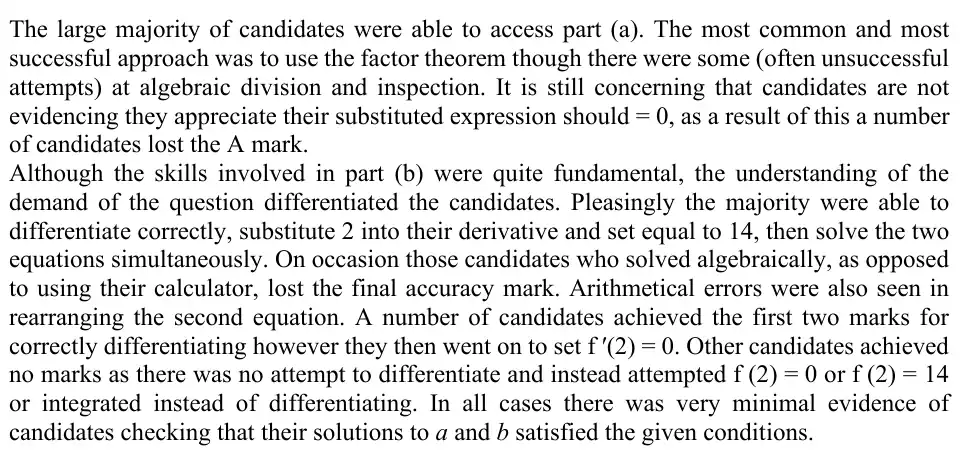 The large majority of candidates were able to access part (a). The most common and most
successful approach was to use the factor theorem though there were some (often unsuccessful
attempts) at algebraic division and inspection. It is still concerning that candidates are not
evidencing they appreciate their substituted expression should = 0, as a result of this a number
of candidates lost the A mark.
Although the skills involved in part (b) were quite fundamental, the understanding of the
demand of the question differentiated the candidates. Pleasingly the majority were able to
differentiate correctly, substitute 2 into their derivative and set equal to 14, then solve the two
equations simultaneously. On occasion those candidates who solved algebraically, as opposed
to using their calculator, lost the final accuracy mark. Arithmetical errors were also seen in
rearranging the second equation. A number of candidates achieved the first two marks for
correctly differentiating however they then went on to set f ′(2) = 0. Other candidates achieved
no marks as there was no attempt to differentiate and instead attempted f (2) = 0 or f (2) = 14
or integrated instead of differentiating. In all cases there was very minimal evidence of
candidates checking that their solutions to a and b satisfied the given conditions.